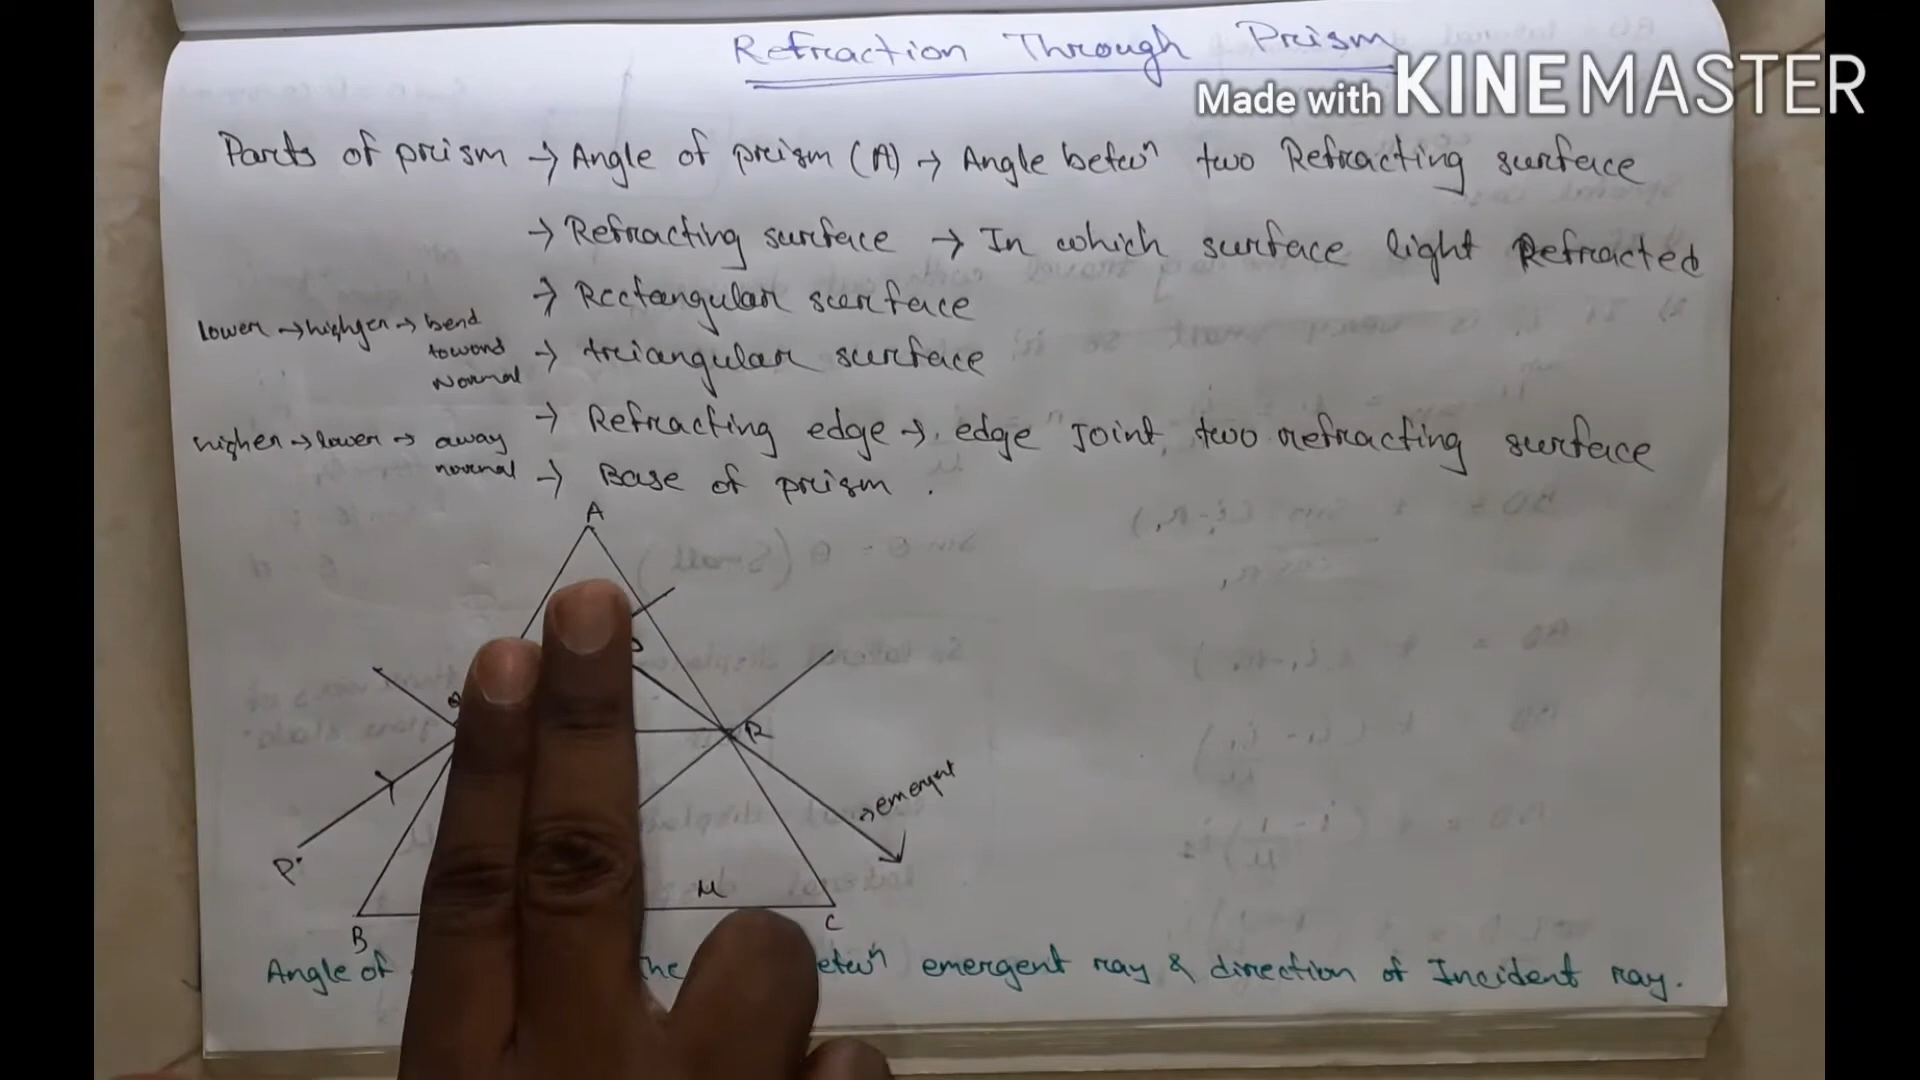 Refraction Through Prism
Made with KINEMASTER
Parts of prism → Angle of prism (A) → Angle betwⁿ two Refracting surface
→ Refracting surface → In which surface light Refracted
→ Rectangular surface
lower → highger → bend
toward
Normal
→ triangular surface
→ Refracting edge → edge Joint two refracting surface
higher → lower → away
normal
→ Base of prism .
A
R
emergent
P
μ
B
C
Angle of emergent ray & direction of Incident ray.